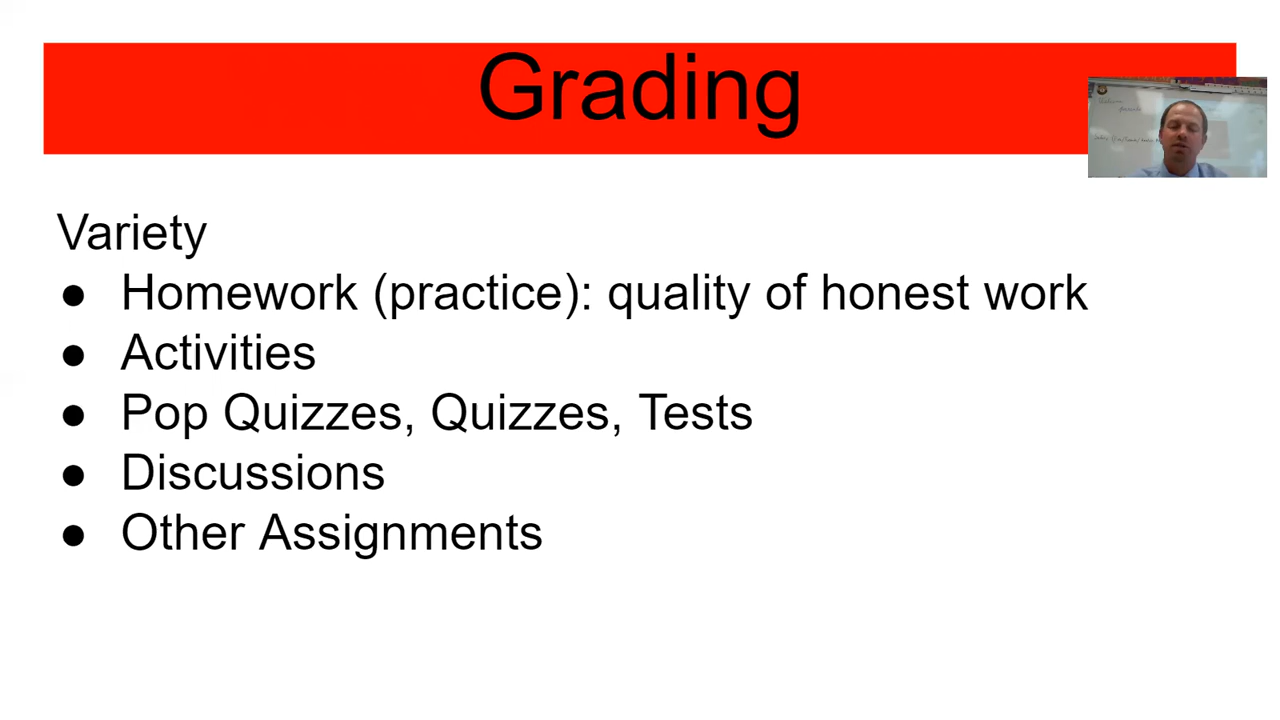 Grading
Variety
● Homework (practice): quality of honest work
● Activities
● Pop Quizzes, Quizzes, Tests
● Discussions
● Other Assignments